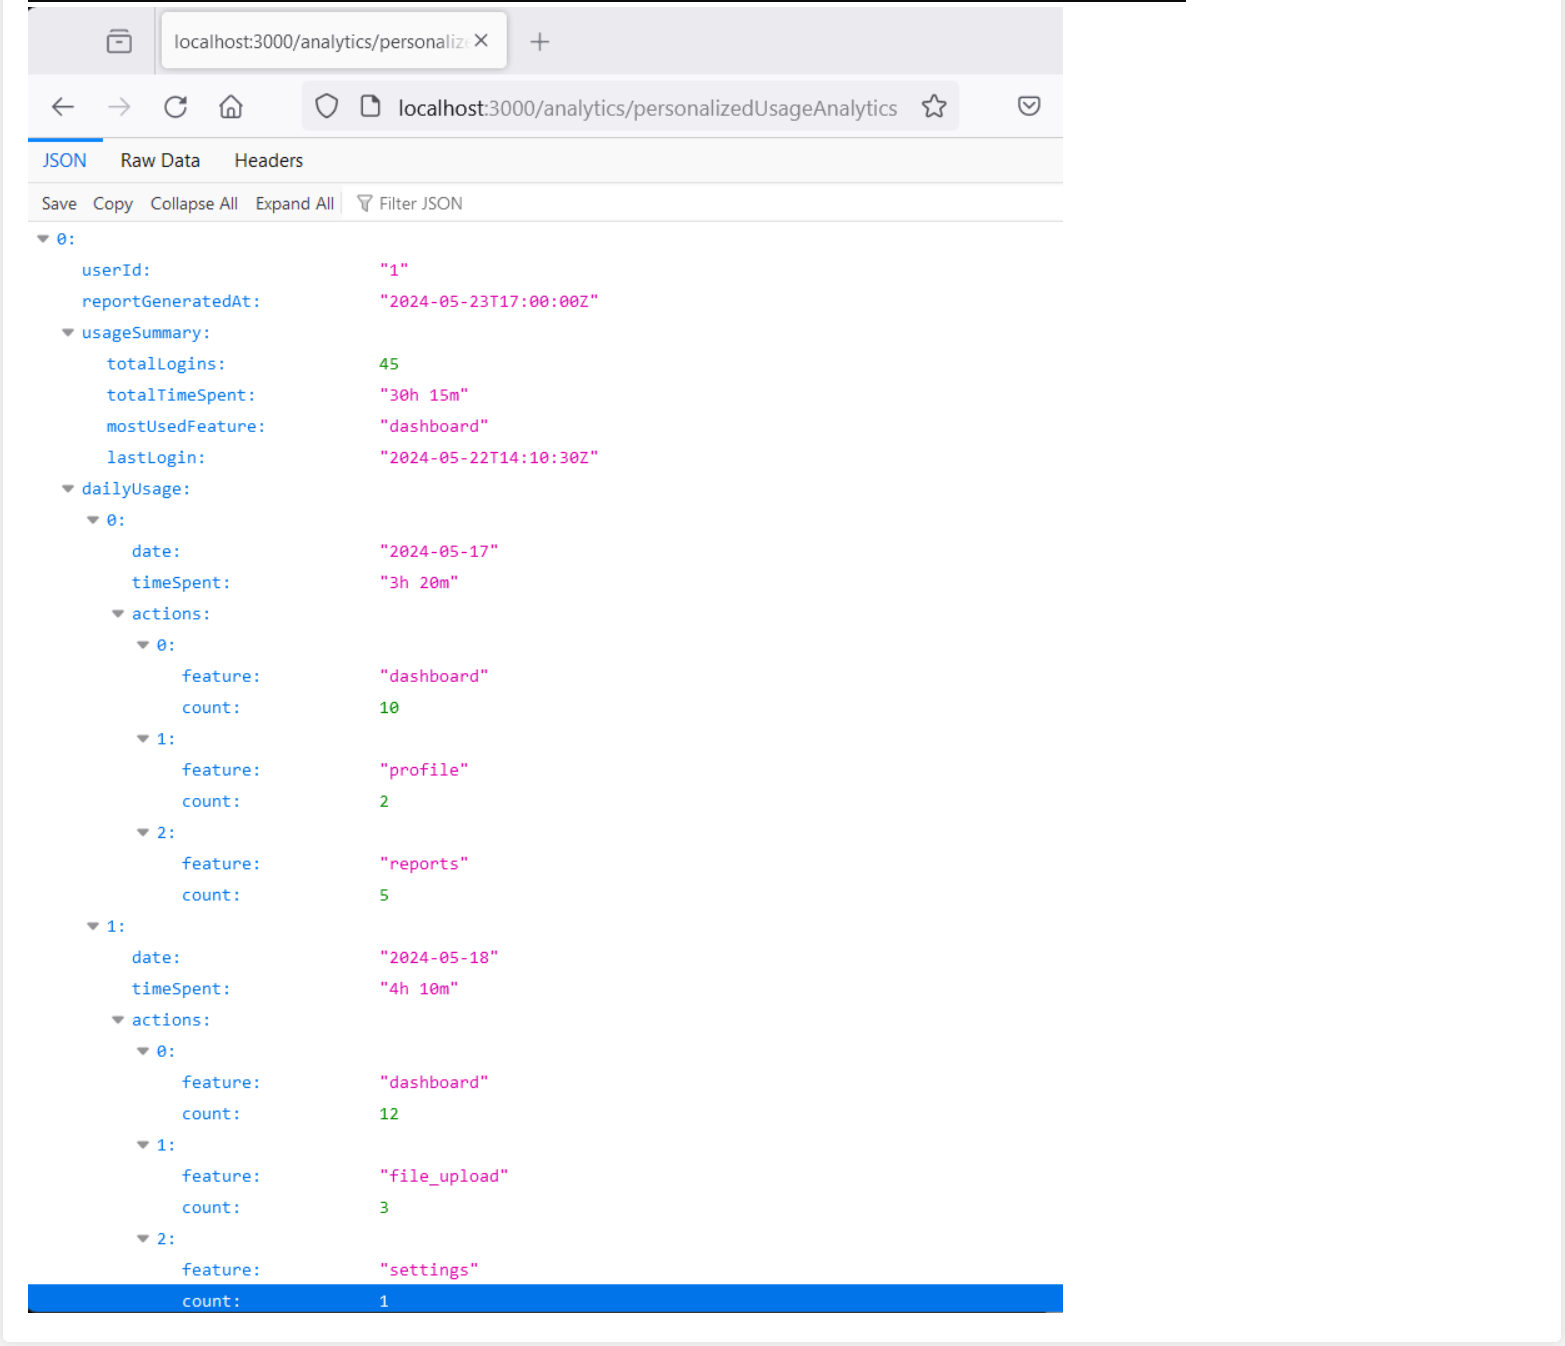 localhost:3000/analytics/personalize
localhost:3000/analytics/personalizedUsageAnalytics
JSON Raw Data Headers
Save Copy Collapse All Expand All Filter JSON
0:
userId: "1"
reportGeneratedAt: "2024-05-23T17:00:00Z"
usageSummary:
totalLogins: 45
totalTimeSpent: "30h 15m"
mostUsedFeature: "dashboard"
lastLogin: "2024-05-22T14:10:30Z"
dailyUsage:
0:
date: "2024-05-17"
timeSpent: "3h 20m"
actions:
0:
feature: "dashboard"
count: 10
1:
feature: "profile"
count: 2
2:
feature: "reports"
count: 5
1:
date: "2024-05-18"
timeSpent: "4h 10m"
actions:
0:
feature: "dashboard"
count: 12
1:
feature: "file_upload"
count: 3
2:
feature: "settings"
count: 1